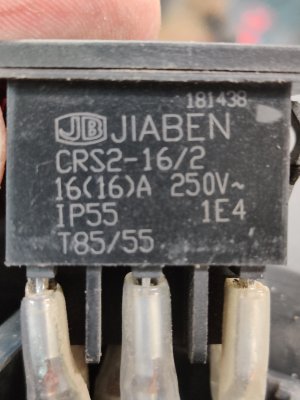 181438
JB JIABEN
CRS2-16/2
16(16)A 250V~
IP55 1E4
T85/55